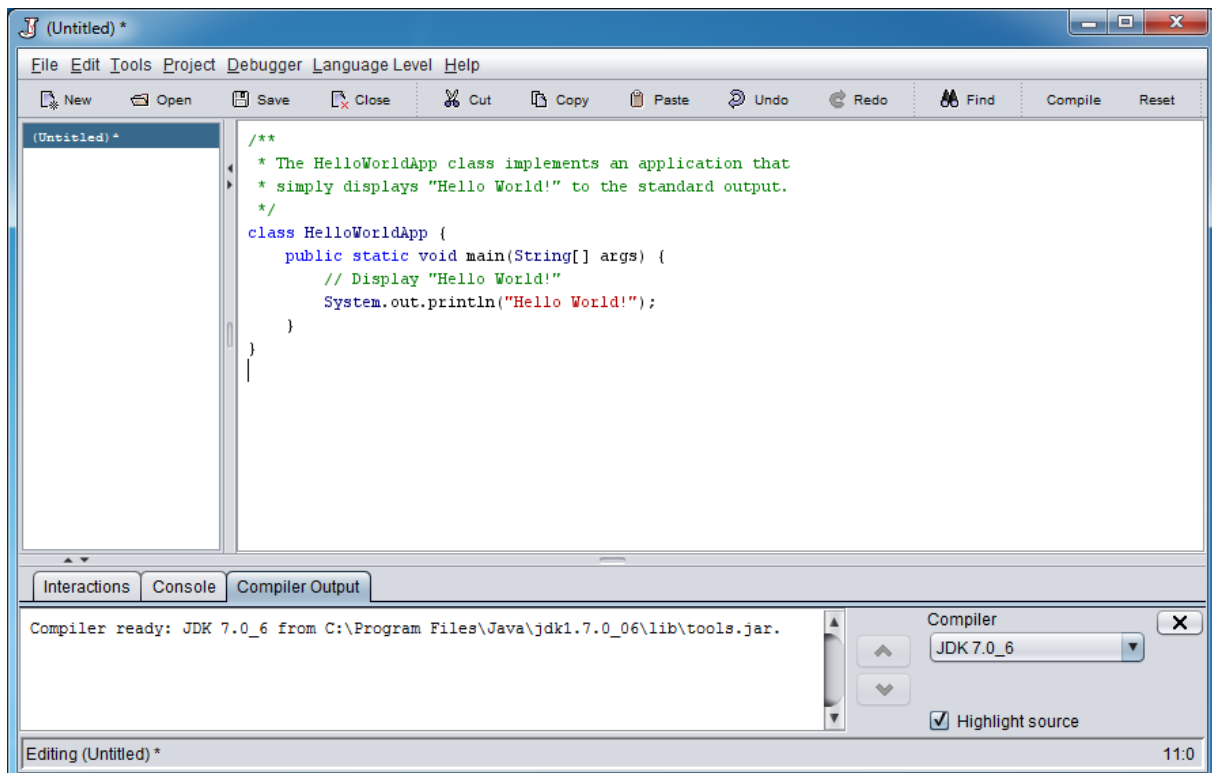 (Untitled) *
File Edit Tools Project Debugger Language Level Help
New Open Save Close Cut Copy Paste Undo Redo Find Compile Reset
(Untitled) *
/**
 * The HelloWorldApp class implements an application that
 * simply displays "Hello World!" to the standard output.
 */
class HelloWorldApp {
    public static void main(String[] args) {
        // Display "Hello World!"
        System.out.println("Hello World!");
    }
}
Interactions Console Compiler Output
Compiler ready: JDK 7.0_6 from C:\Program Files\Java\jdk1.7.0_06\lib\tools.jar.
Compiler
JDK 7.0_6
Highlight source
Editing (Untitled) * 11:0